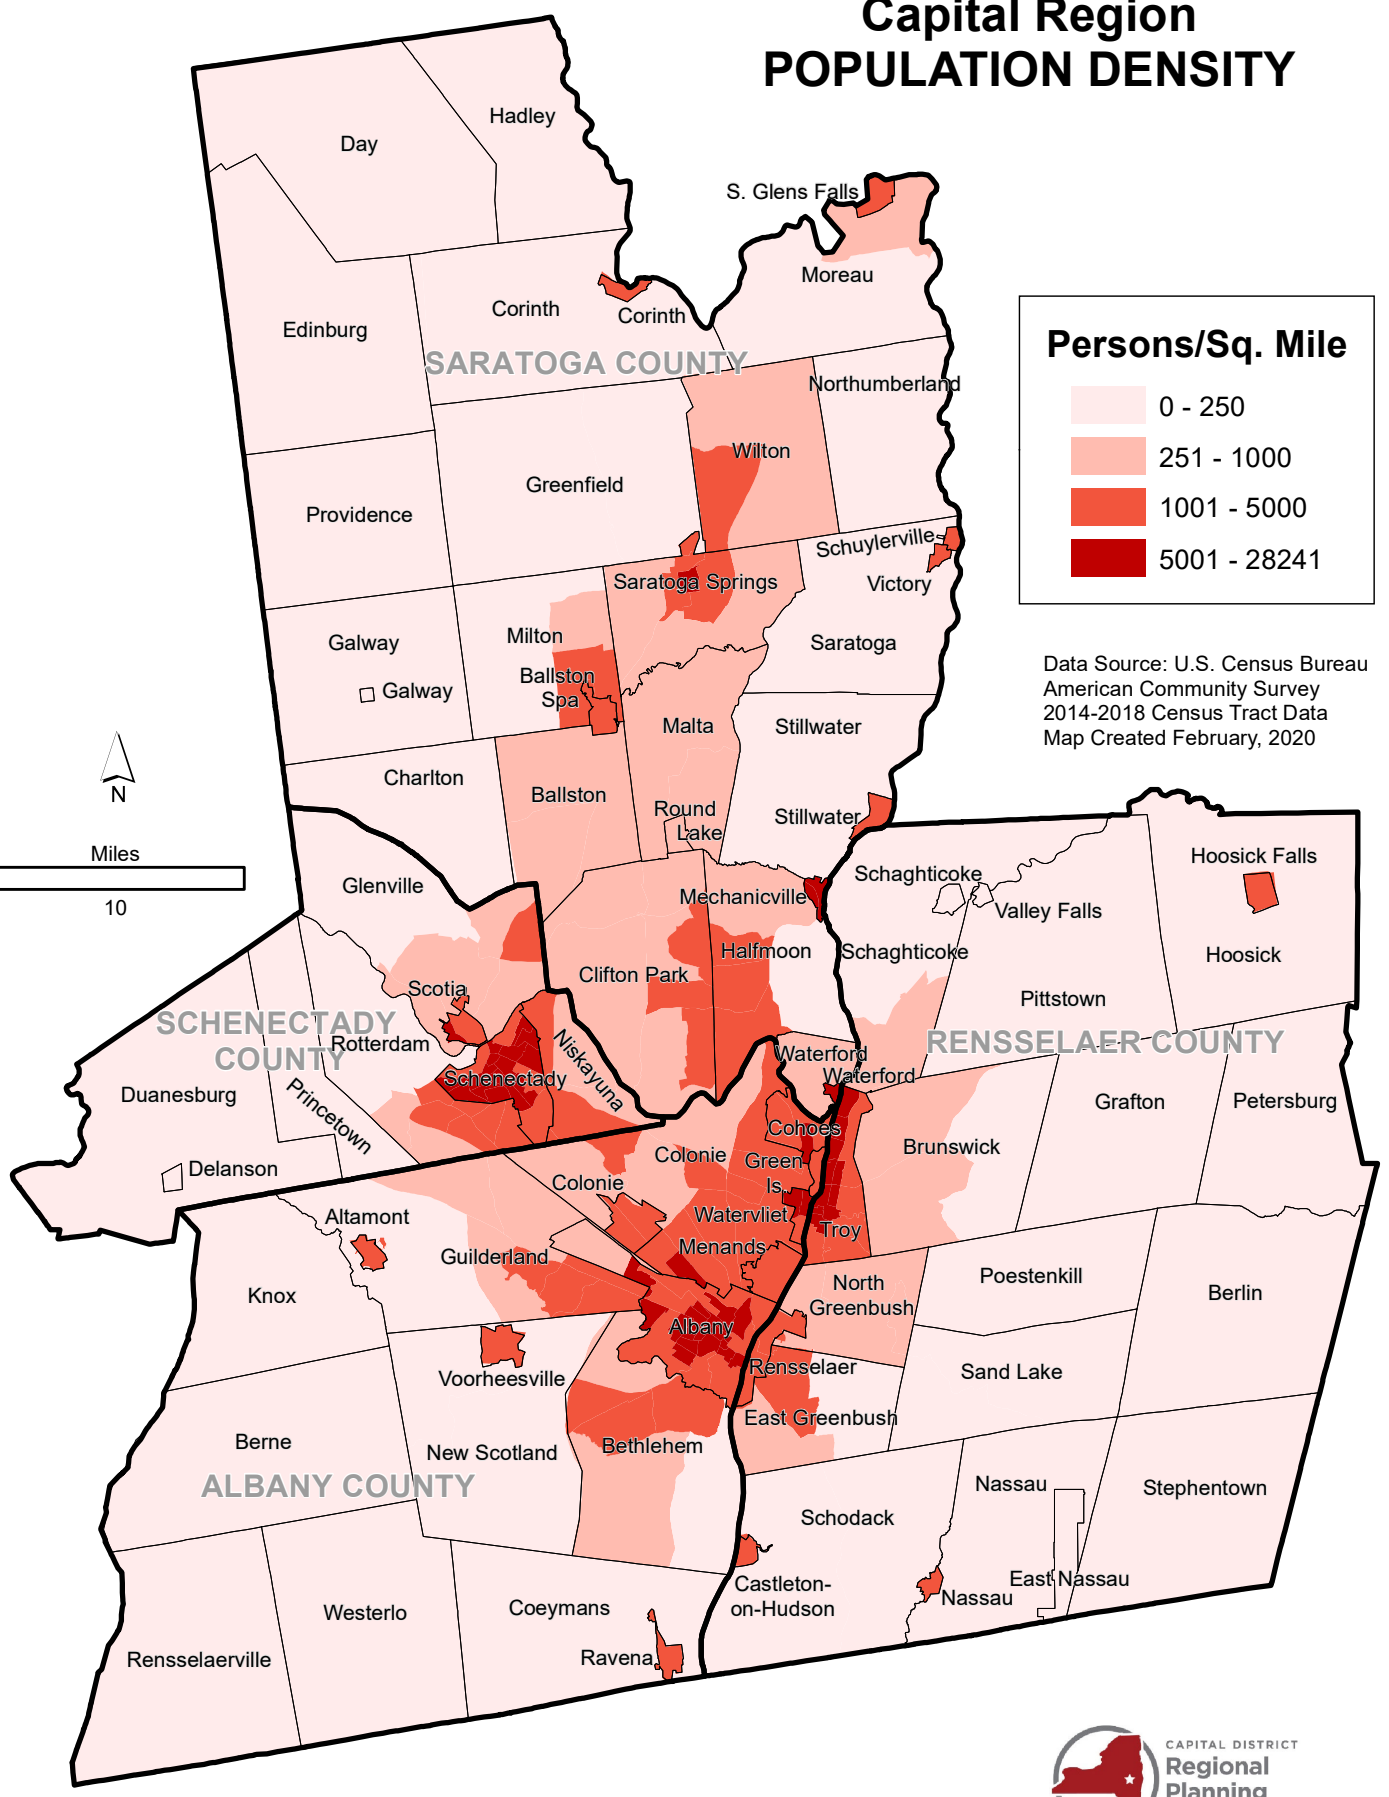 Capital Region
POPULATION DENSITY
Hadley
Day
S. Glens Falls
Moreau
Corinth
Corinth
Edinburg
SARATOGA COUNTY
Northumberland
Wilton
Greenfield
Providence
Schuylerville
Saratoga Springs
Victory
Milton
Galway
Saratoga
Ballston
Spa
Galway
Malta
Stillwater
Charlton
Ballston
Round
Lake
Stillwater
Persons/Sq. Mile
0 - 250
251 - 1000
1001 - 5000
5001 - 28241
Data Source: U.S. Census Bureau
American Community Survey
2014-2018 Census Tract Data
Map Created February, 2020
N
Miles
10
Glenville
Mechanicville
Schaghticoke
Hoosick Falls
Valley Falls
Halfmoon
Schaghticoke
Hoosick
Clifton Park
Scotia
Pittstown
SCHENECTADY
COUNTY
Rotterdam
Niskayuna
RENSSELAER COUNTY
Waterford
Waterford
Schenectady
Duanesburg
Princetown
Grafton
Petersburg
Cohoes
Brunswick
Colonie
Green
Is.
Delanson
Colonie
Altamont
Watervliet
Troy
Menands
Guilderland
Knox
North
Greenbush
Poestenkill
Berlin
Albany
Rensselaer
Sand Lake
Voorheesville
East Greenbush
Berne
New Scotland
Bethlehem
ALBANY COUNTY
Nassau
Stephentown
Schodack
East Nassau
Castleton-
on-Hudson
Nassau
Westerlo
Coeymans
Rensselaerville
Ravena
CAPITAL DISTRICT
Regional
Planning